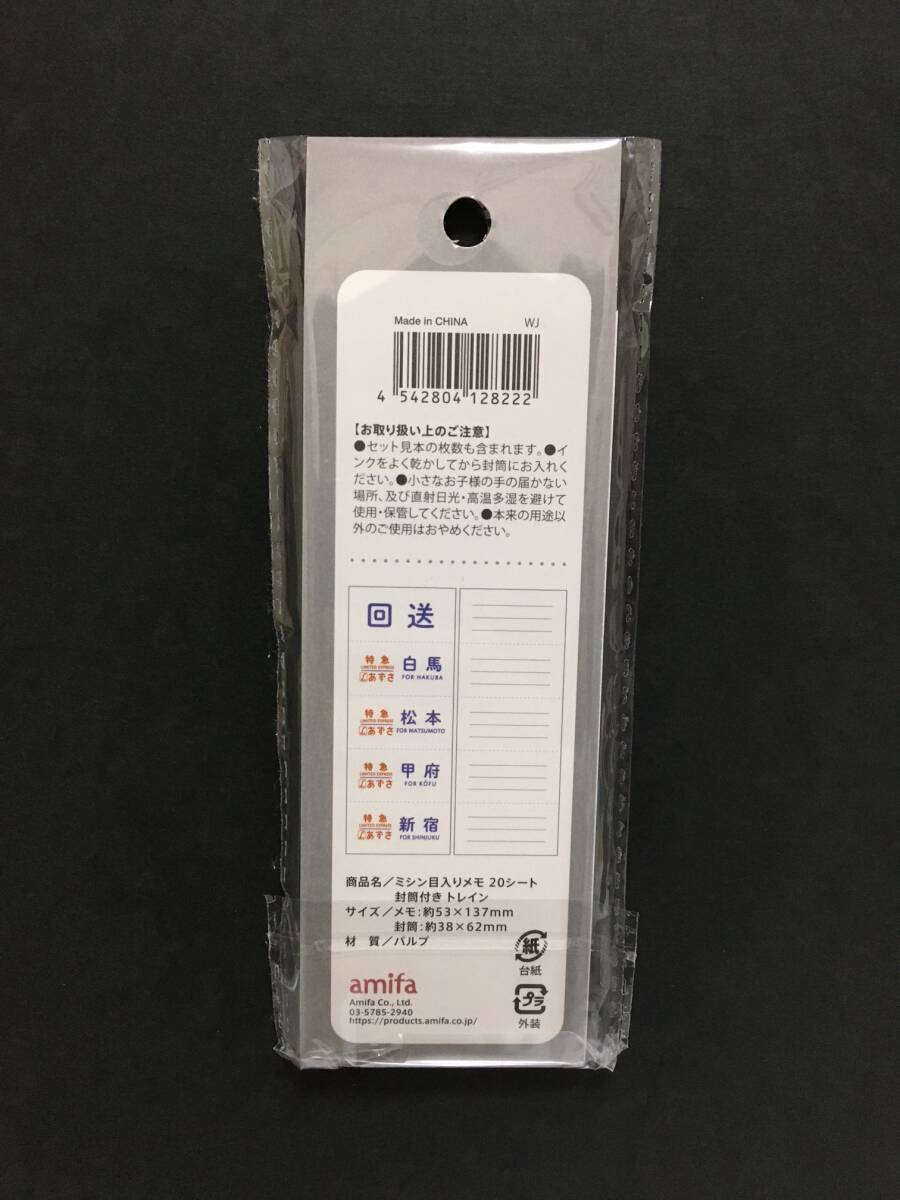 Made in CHINA WJ
4 542804 128222
【お取り扱い上のご注意】
●セット見本の枚数も含まれます。●イ
ンクをよく乾かしてから封筒にお入れく
ださい。●小さなお子様の手の届かない
場所、及び直射日光・高温多湿を避けて
使用・保管してください。●本来の用途以
外のご使用はおやめください。
回送
特急
LIMITED EXPRESS
あずさ
白馬
FOR HAKUBA
特急
LIMITED EXPRESS
あずさ
松本
FOR MATSUMOTO
特急
LIMITED EXPRESS
あずさ
甲府
FOR KŌFU
特急
LIMITED EXPRESS
あずさ
新宿
FOR SHINJUKU
商品名/ミシン目入りメモ 20シート
封筒付き トレイン
サイズ/メモ:約53×137mm
封筒:約38×62mm
材 質/パルプ
紙
台紙
プラ
外装
amifa
Amifa Co., Ltd.
03-5785-2940
https://products.amifa.co.jp/